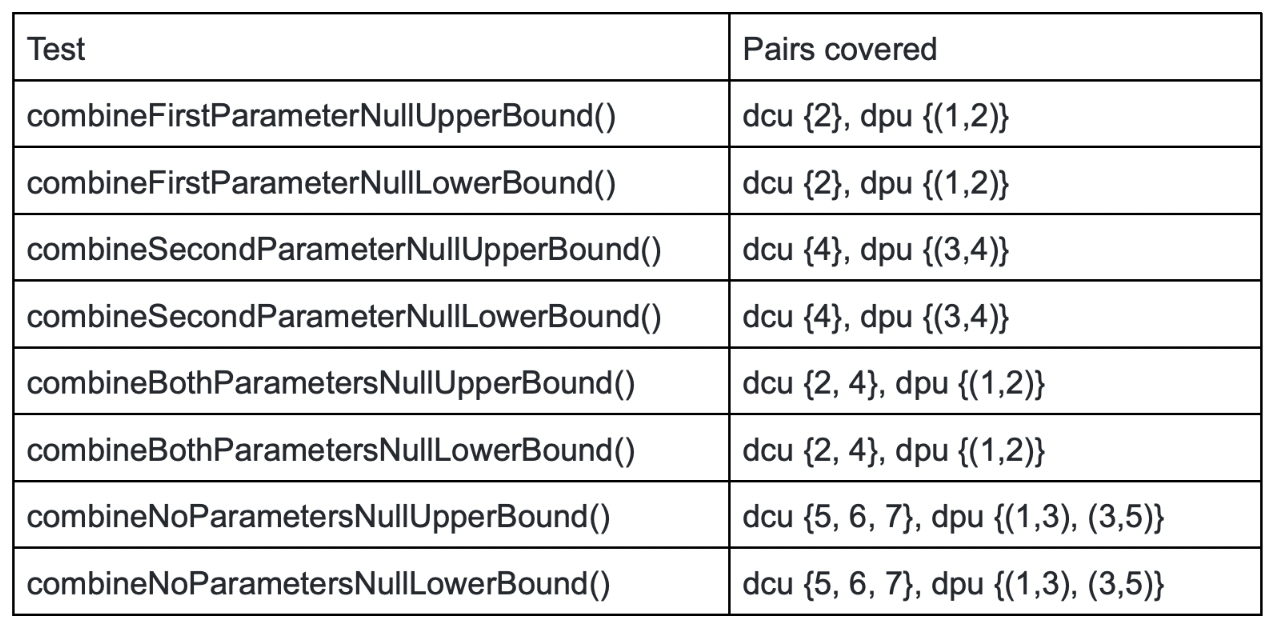 Test Pairs covered
combineFirstParameterNullUpperBound() dcu {2}, dpu {(1,2)}
combineFirstParameterNullLowerBound() dcu {2}, dpu {(1,2)}
combineSecondParameterNullUpperBound() dcu {4}, dpu {(3,4)}
combineSecondParameterNullLowerBound() dcu {4}, dpu {(3,4)}
combineBothParametersNullUpperBound() dcu {2, 4}, dpu {(1,2)}
combineBothParametersNullLowerBound() dcu {2, 4}, dpu {(1,2)}
combineNoParametersNullUpperBound() dcu {5, 6, 7}, dpu {(1,3), (3,5)}
combineNoParametersNullLowerBound() dcu {5, 6, 7}, dpu {(1,3), (3,5)}